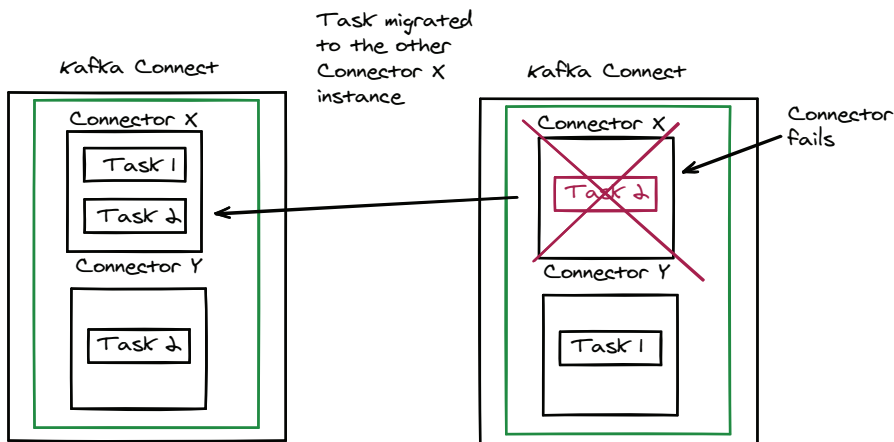 Task migrated
to the other
Connector X
instance
Kafka Connect
Connector X
Task 1
Task 2
Connector Y
Task 2
Kafka Connect
Connector X
Task 2
Connector Y
Task 1
Connector
fails